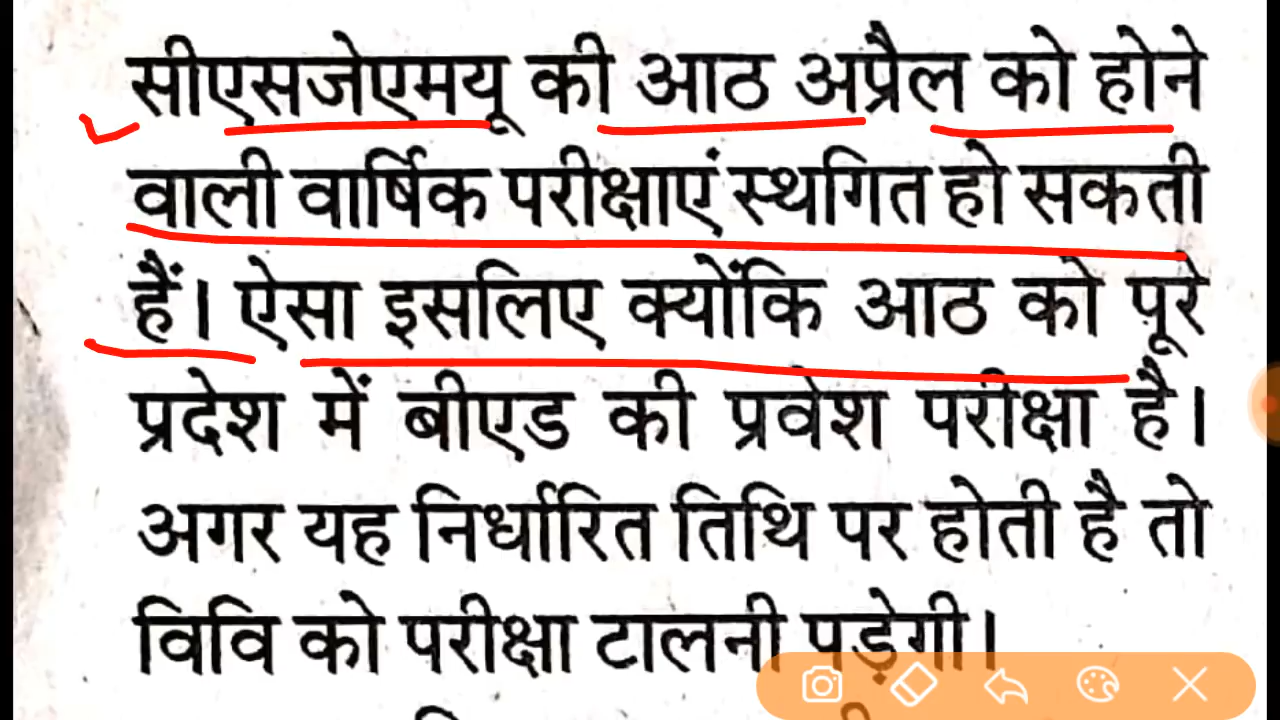 सीएसजेएमयू की आठ अप्रैल को होने
वाली वार्षिक परीक्षाएं स्थगित हो सकती
हैं। ऐसा इसलिए क्योंकि आठ को पूरे
प्रदेश में बीएड की प्रवेश परीक्षा है।
अगर यह निर्धारित तिथि पर होती है तो
विवि को परीक्षा टालनी पड़ेगी।